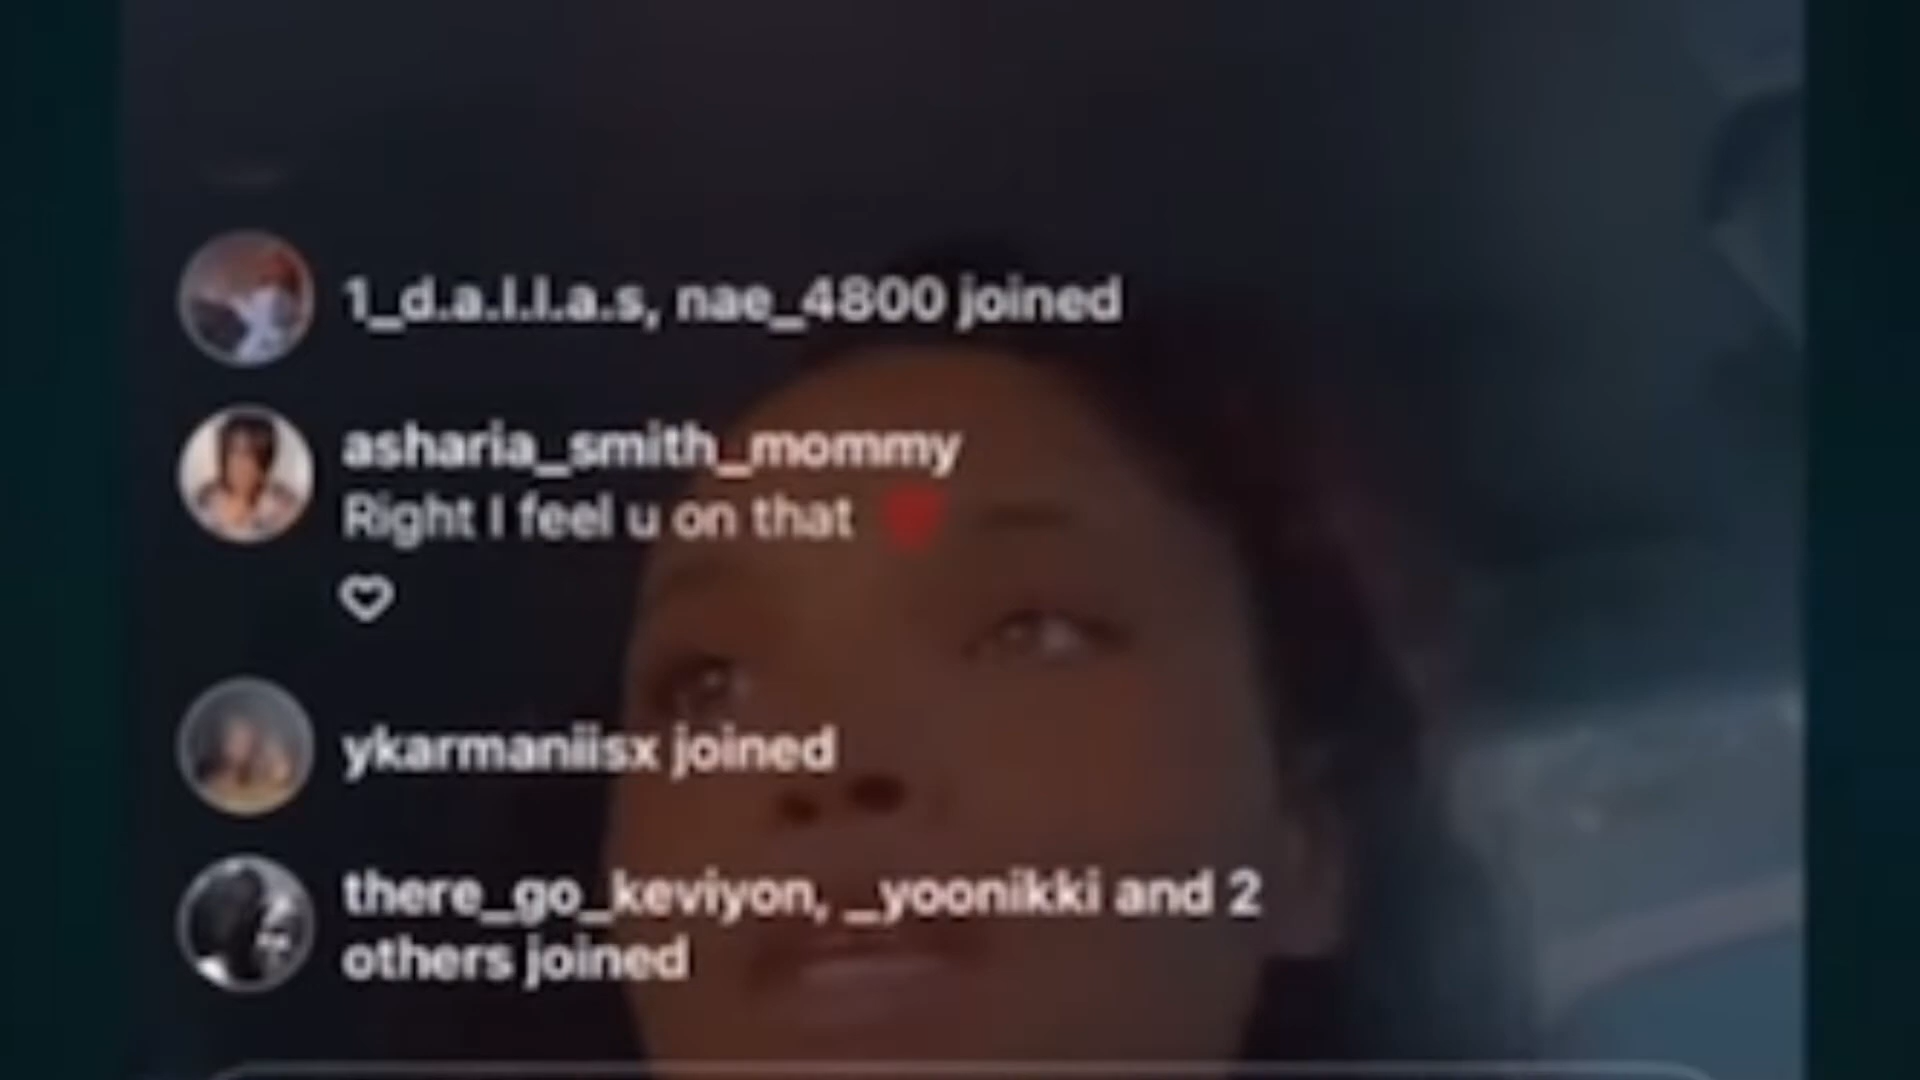 1_d.a.l.l.a.s, nae_4800 joined
asharia_smith_mommy
Right I feel u on that ❤️
ykarmaniisx joined
there_go_keviyon, _yoonikki and 2
others joined